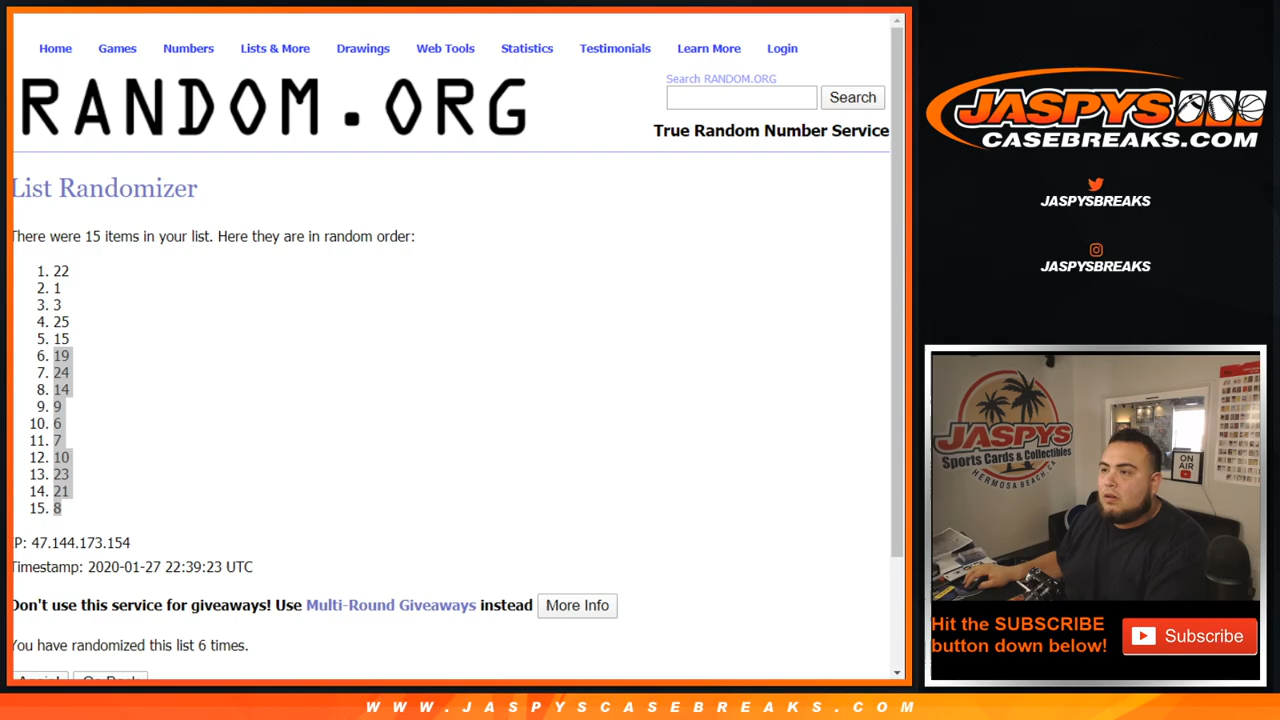 Home Games Numbers Lists & More Drawings Web Tools Statistics Testimonials Learn More Login
RANDOM.ORG
Search RANDOM.ORG
Search
True Random Number Service
List Randomizer
There were 15 items in your list. Here they are in random order:
1. 22
2. 1
3. 3
4. 25
5. 15
6. 19
7. 24
8. 14
9. 9
10. 6
11. 7
12. 10
13. 23
14. 21
15. 8
IP: 47.144.173.154
Timestamp: 2020-01-27 22:39:23 UTC
Don't use this service for giveaways! Use Multi-Round Giveaways instead More Info
You have randomized this list 6 times.
Again! Go Back
JASPYS
CASEBREAKS.COM
JASPYSBREAKS
JASPYSBREAKS
JASPYS
Sports Cards & Collectibles
HERMOSA BEACH, CA
ON
AIR
Hit the SUBSCRIBE
button down below!
Subscribe
WWW.JASPYSCASEBREAKS.COM